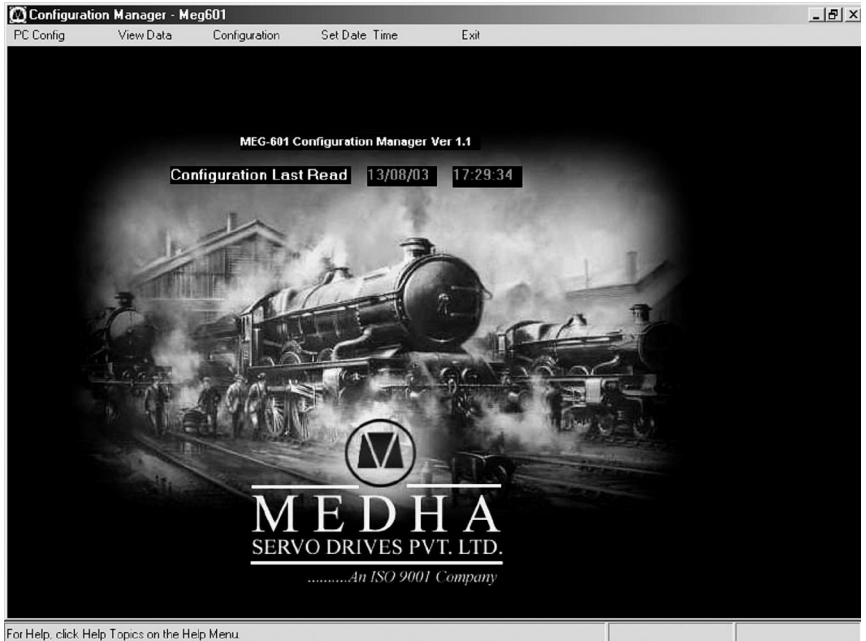 Configuration Manager - Meg601
PC Config View Data Configuration Set Date Time Exit
MEG-601 Configuration Manager Ver 1.1
Configuration Last Read 13/08/03 17:29:34
MEDHA
SERVO DRIVES PVT. LTD.
..........An ISO 9001 Company
For Help, click Help Topics on the Help Menu.